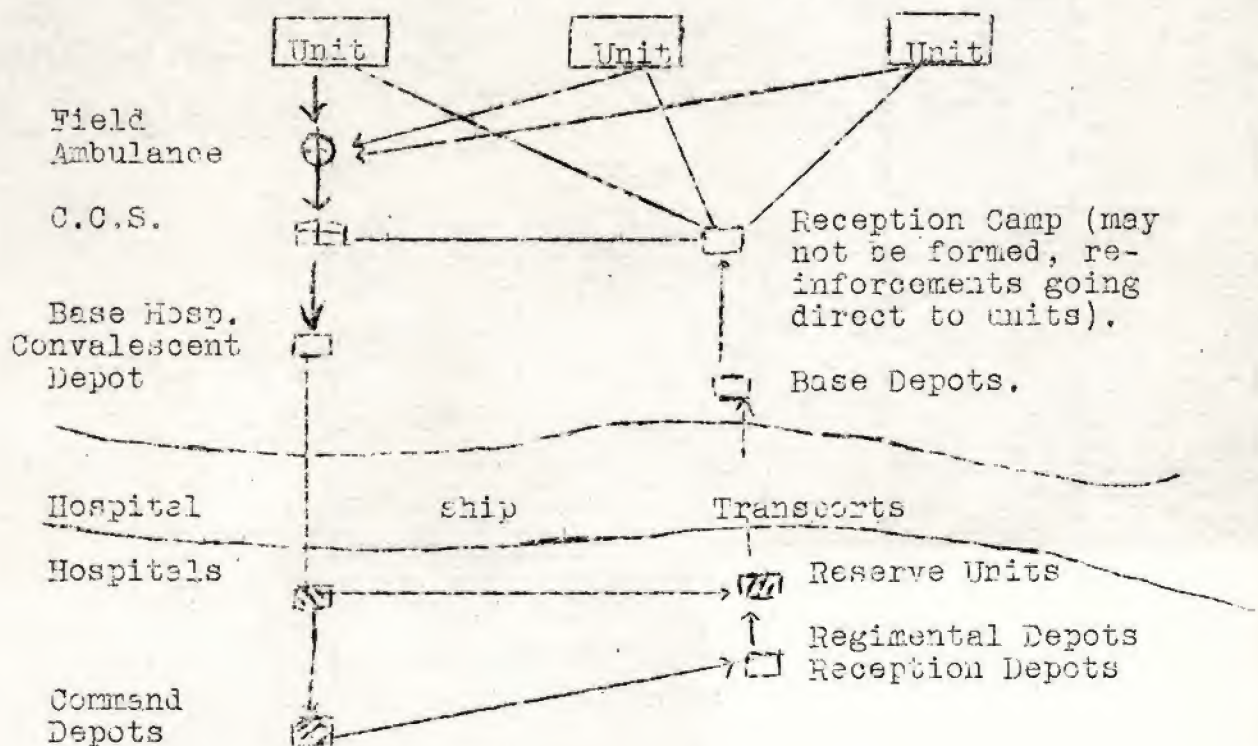 Unit Unit Unit
Field
Ambulance
C.C.S.
Reception Camp (may
not be formed, re-
inforcements going
direct to units).
Base Hosp.
Convalescent
Depot
Base Depots.
Hospital ship Transports
Hospitals
Reserve Units
Regimental Depots
Reception Depots
Command
Depots